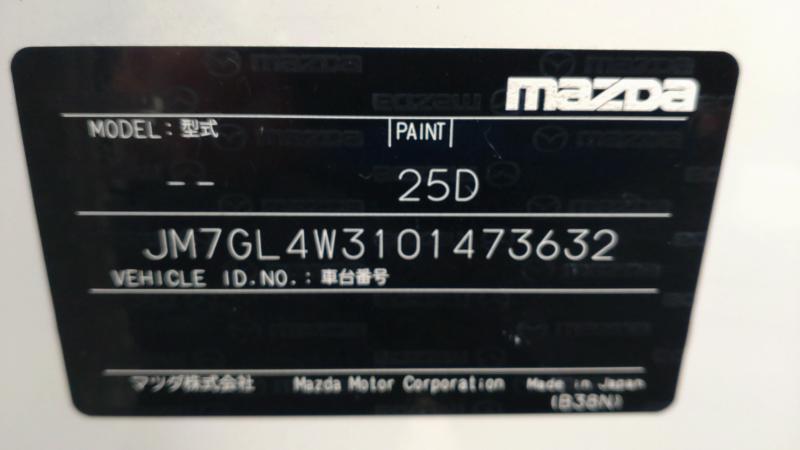 mazda
MODEL: 型式 |PAINT|
-- 25D
JM7GL4W3101473632
VEHICLE ID.NO.: 車台番号
マツダ株式会社 Mazda Motor Corporation Made in Japan
(B38N)